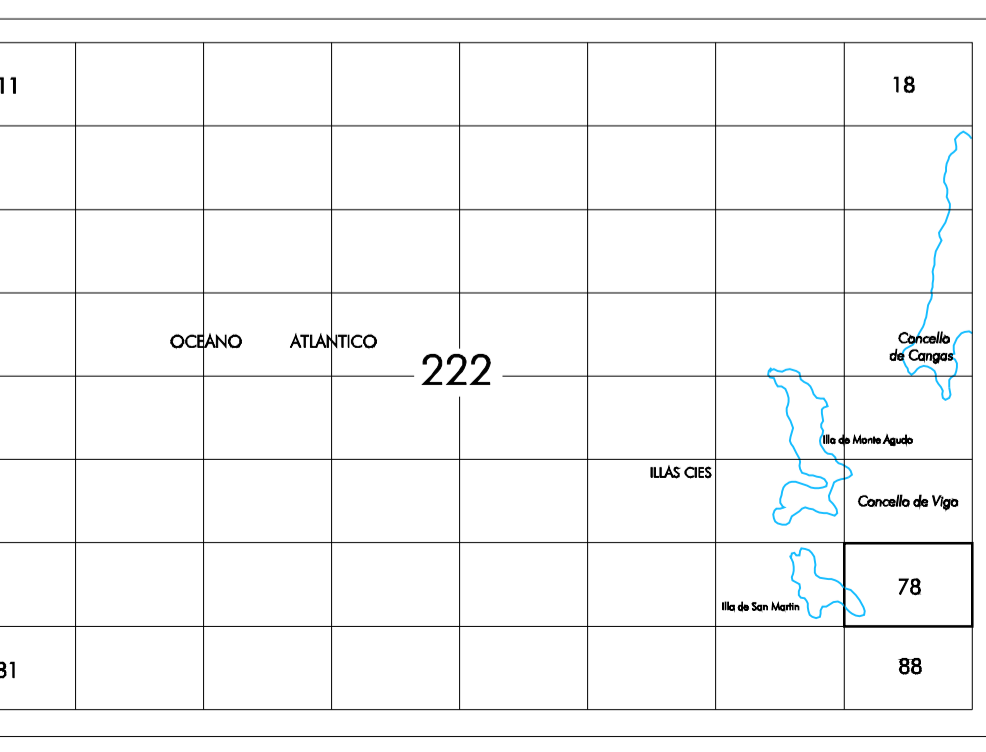 11
18
OCEANO ATLANTICO
Concello
de Cangas
222
Illa de Monte Agudo
ILLAS CIES
Concello de Vigo
78
Illa de San Martin
81
88